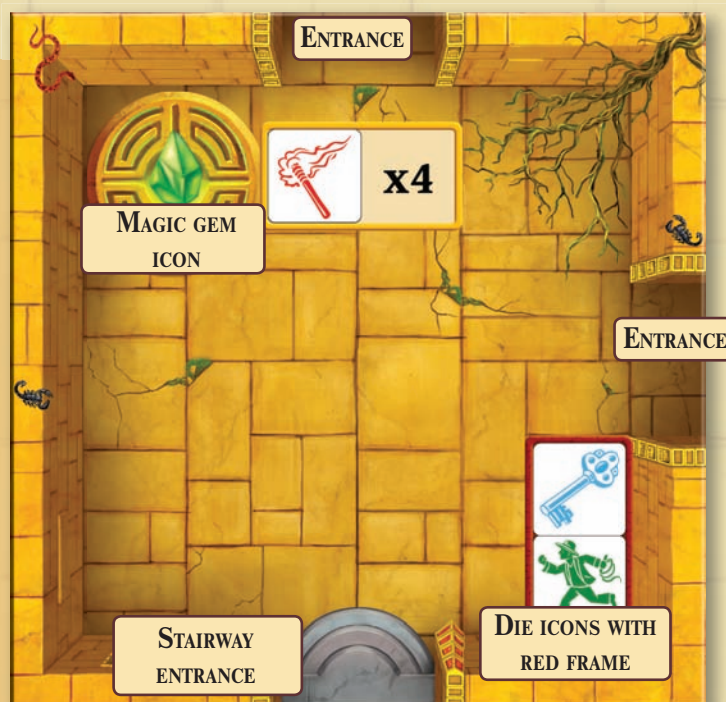 ENTRANCE
x4
MAGIC GEM
ICON
ENTRANCE
STAIRWAY
ENTRANCE
DIE ICONS WITH
RED FRAME